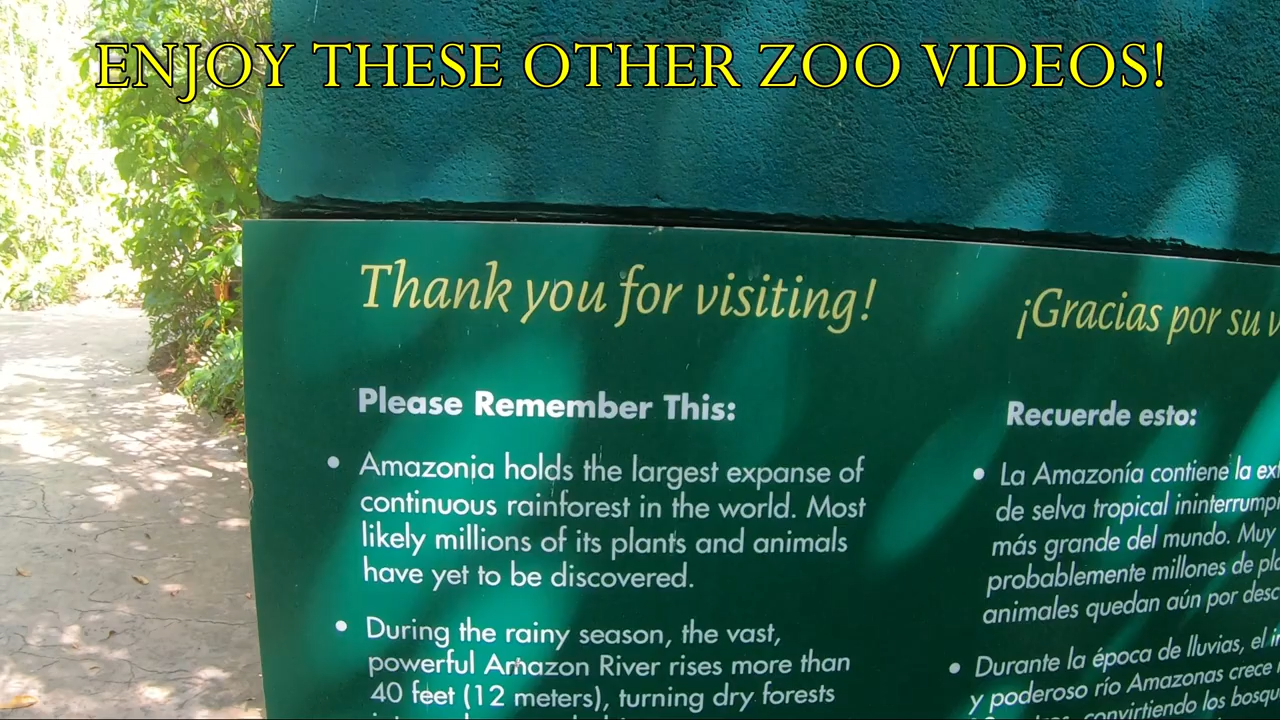 ENJOY THESE OTHER ZOO VIDEOS!
Thank you for visiting!
Please Remember This:
• Amazonia holds the largest expanse of
continuous rainforest in the world. Most
likely millions of its plants and animals
have yet to be discovered.
• During the rainy season, the vast,
powerful Amazon River rises more than
40 feet (12 meters), turning dry forests
¡Gracias por su
Recuerde esto:
• La Amazonía contiene la
de selva tropical
más grande del mundo. Muy
probablemente millones de
animales quedan aún por
• Durante la época de lluvias, el
y poderoso río Amazonas crece
convirtiendo los